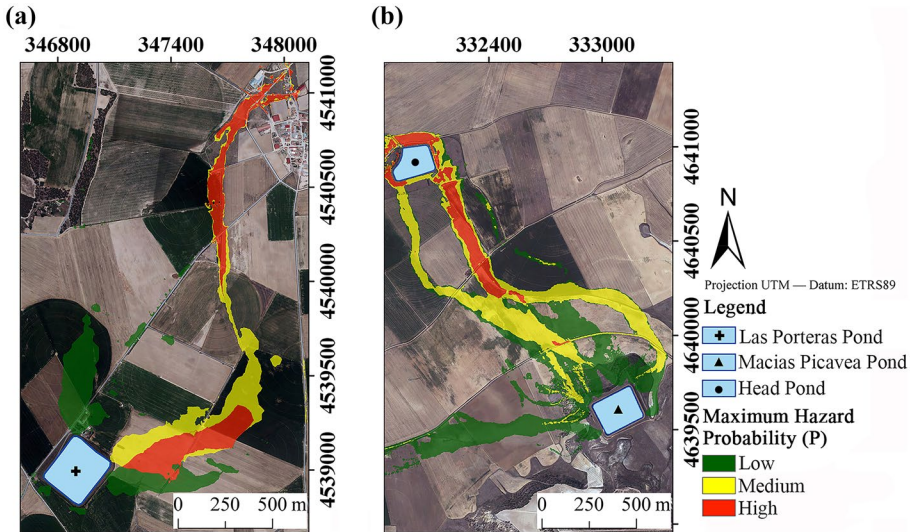 (a)
346800 347400 348000
4541000
4540500
4540000
4539500
4539000
0 250 500 m
(b)
332400 333000
4641000
4640500
4640000
4639500
0 250 500 m
N
Projection UTM — Datum: ETRS89
Legend
Las Porteras Pond
Macias Picavea Pond
Head Pond
Maximum Hazard
Probability (P)
Low
Medium
High